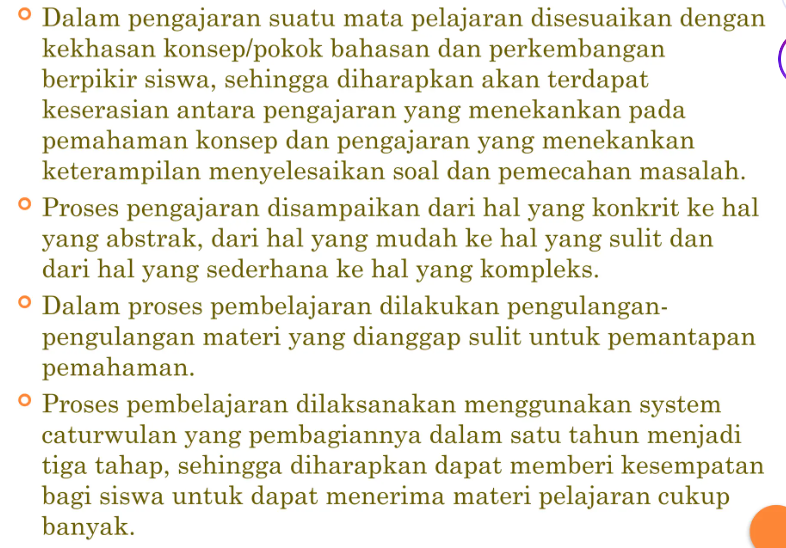 Dalam pengajaran suatu mata pelajaran disesuaikan dengan
kekhasan konsep/pokok bahasan dan perkembangan
berpikir siswa, sehingga diharapkan akan terdapat
keserasian antara pengajaran yang menekankan pada
pemahaman konsep dan pengajaran yang menekankan
keterampilan menyelesaikan soal dan pemecahan masalah.
Proses pengajaran disampaikan dari hal yang konkrit ke hal
yang abstrak, dari hal yang mudah ke hal yang sulit dan
dari hal yang sederhana ke hal yang kompleks.
Dalam proses pembelajaran dilakukan pengulangan-
pengulangan materi yang dianggap sulit untuk pemantapan
pemahaman.
Proses pembelajaran dilaksanakan menggunakan system
caturwulan yang pembagiannya dalam satu tahun menjadi
tiga tahap, sehingga diharapkan dapat memberi kesempatan
bagi siswa untuk dapat menerima materi pelajaran cukup
banyak.